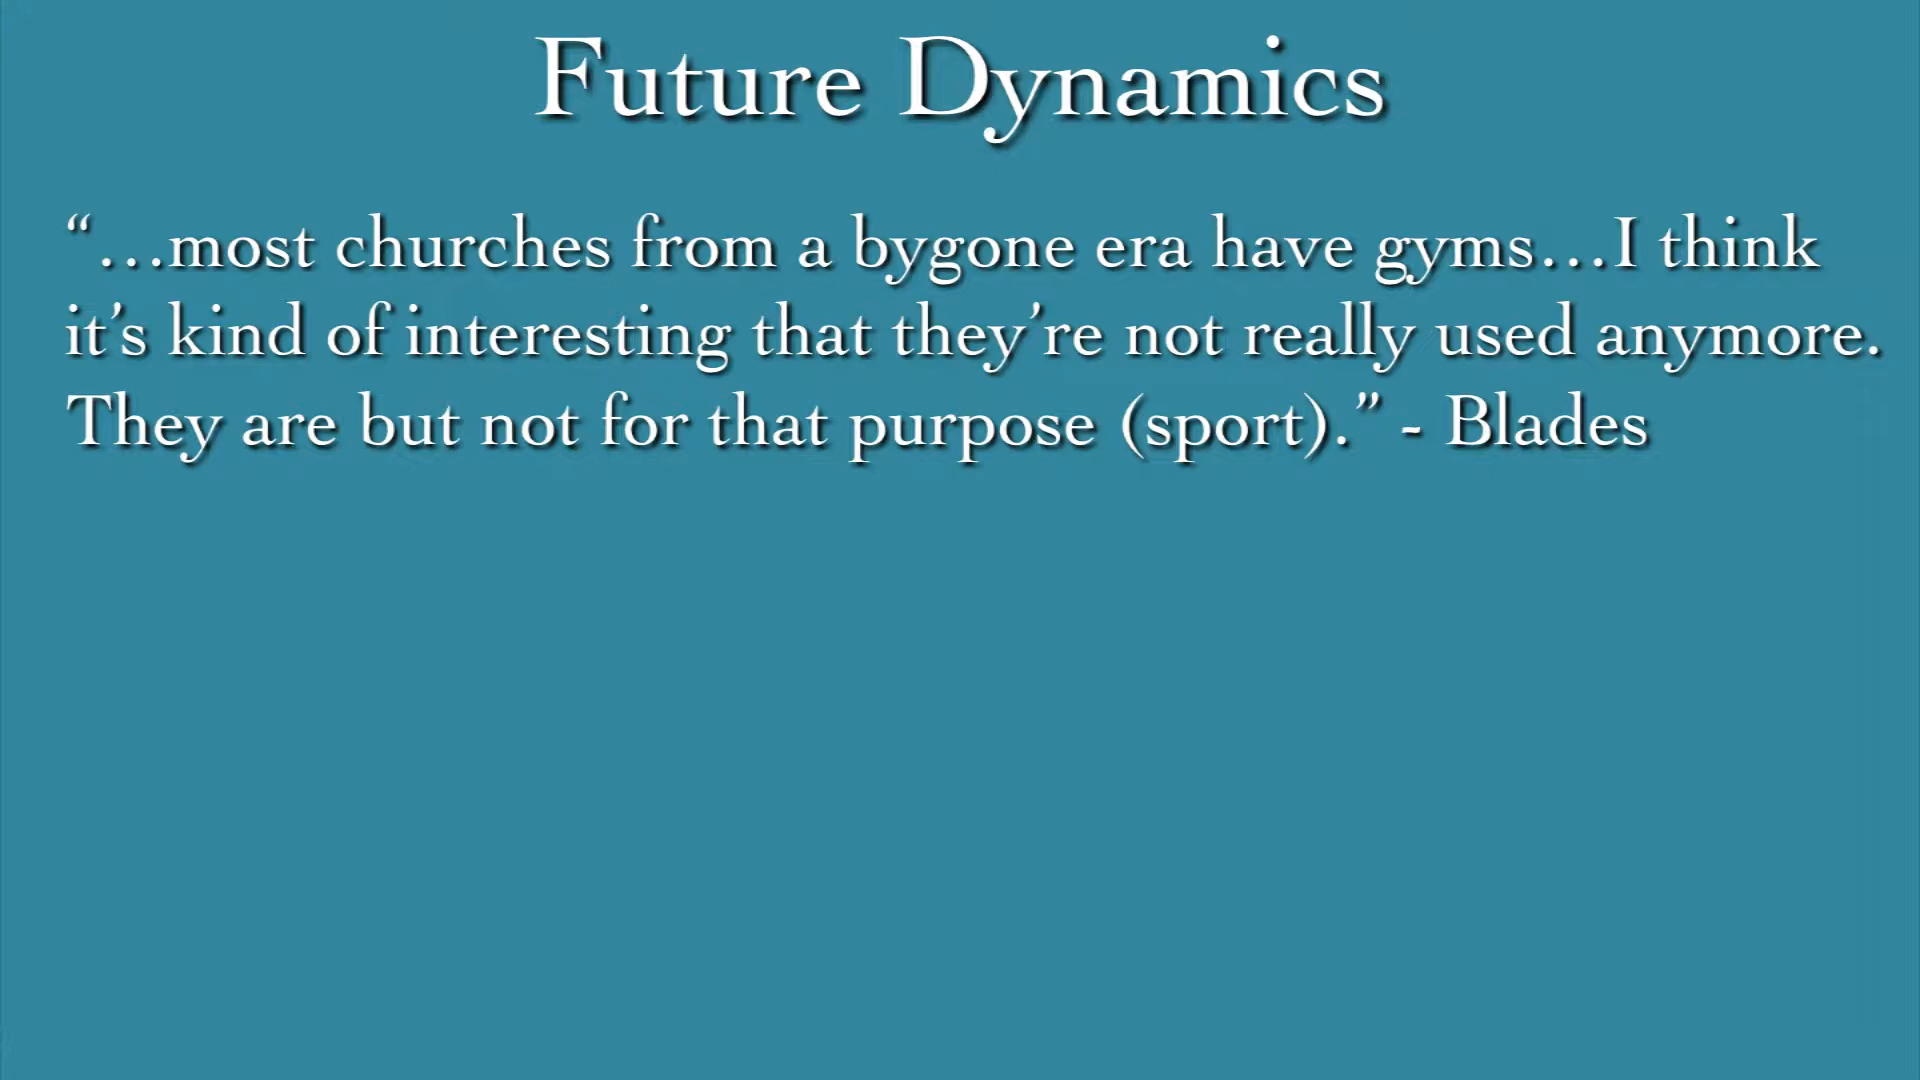 Future Dynamics
“…most churches from a bygone era have gyms…I think
it’s kind of interesting that they’re not really used anymore.
They are but not for that purpose (sport).” - Blades